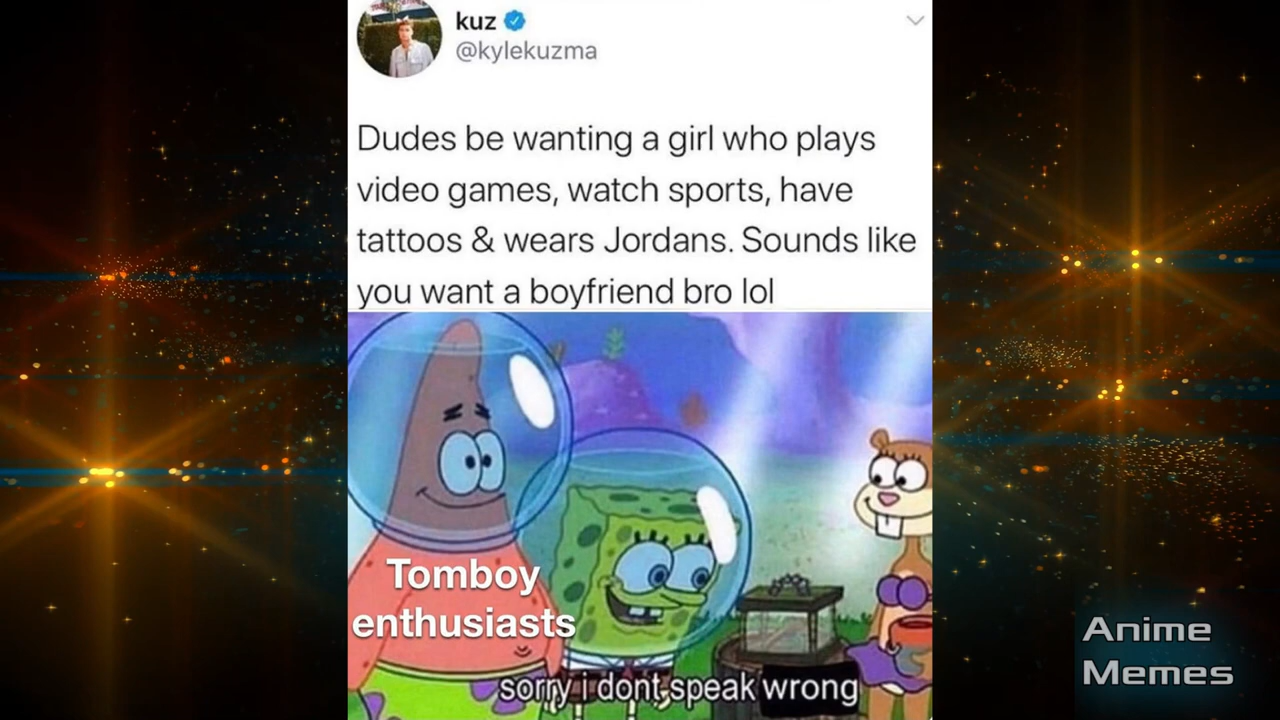 kuz
@kylekuzma
Dudes be wanting a girl who plays
video games, watch sports, have
tattoos & wears Jordans. Sounds like
you want a boyfriend bro lol
Tomboy
enthusiasts
sorry i dont speak wrong
Anime
Memes